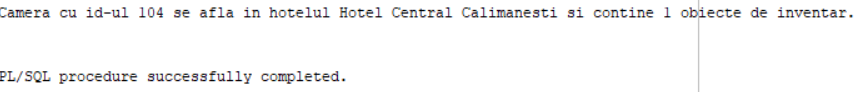 Camera cu id-ul 104 se afla in hotelul Hotel Central Calimanesti si contine 1 obiecte de inventar.
PL/SQL procedure successfully completed.